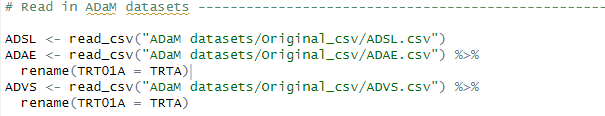 # Read in ADaM datasets ---------------------------------------------------
ADSL <- read_csv("ADaM datasets/Original_csv/ADSL.csv")
ADAE <- read_csv("ADaM datasets/Original_csv/ADAE.csv") %>%
  rename(TRT01A = TRTA)
ADVS <- read_csv("ADaM datasets/Original_csv/ADVS.csv") %>%
  rename(TRT01A = TRTA)